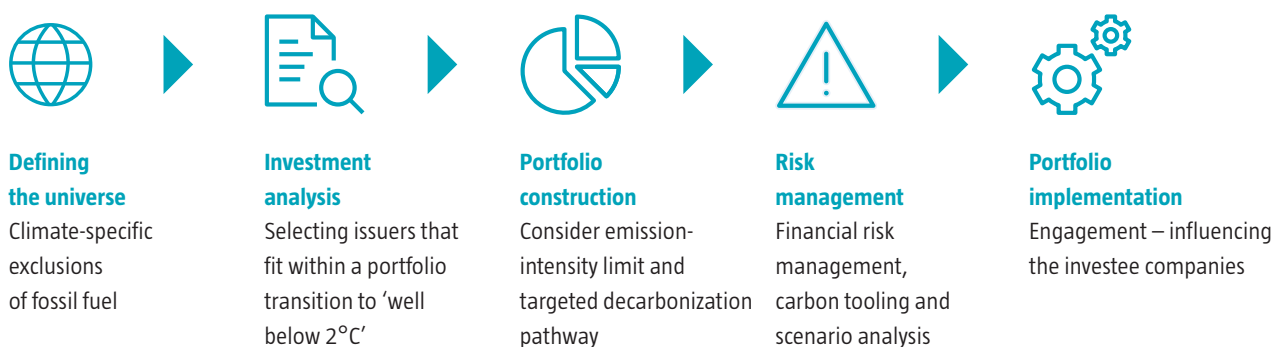 Defining
the universe
Climate-specific
exclusions
of fossil fuel
Investment
analysis
Selecting issuers that
fit within a portfolio
transition to ‘well
below 2°C’
Portfolio
construction
Consider emission-
intensity limit and
targeted decarbonization
pathway
Risk
management
Financial risk
management,
carbon tooling and
scenario analysis
Portfolio
implementation
Engagement – influencing
the investee companies